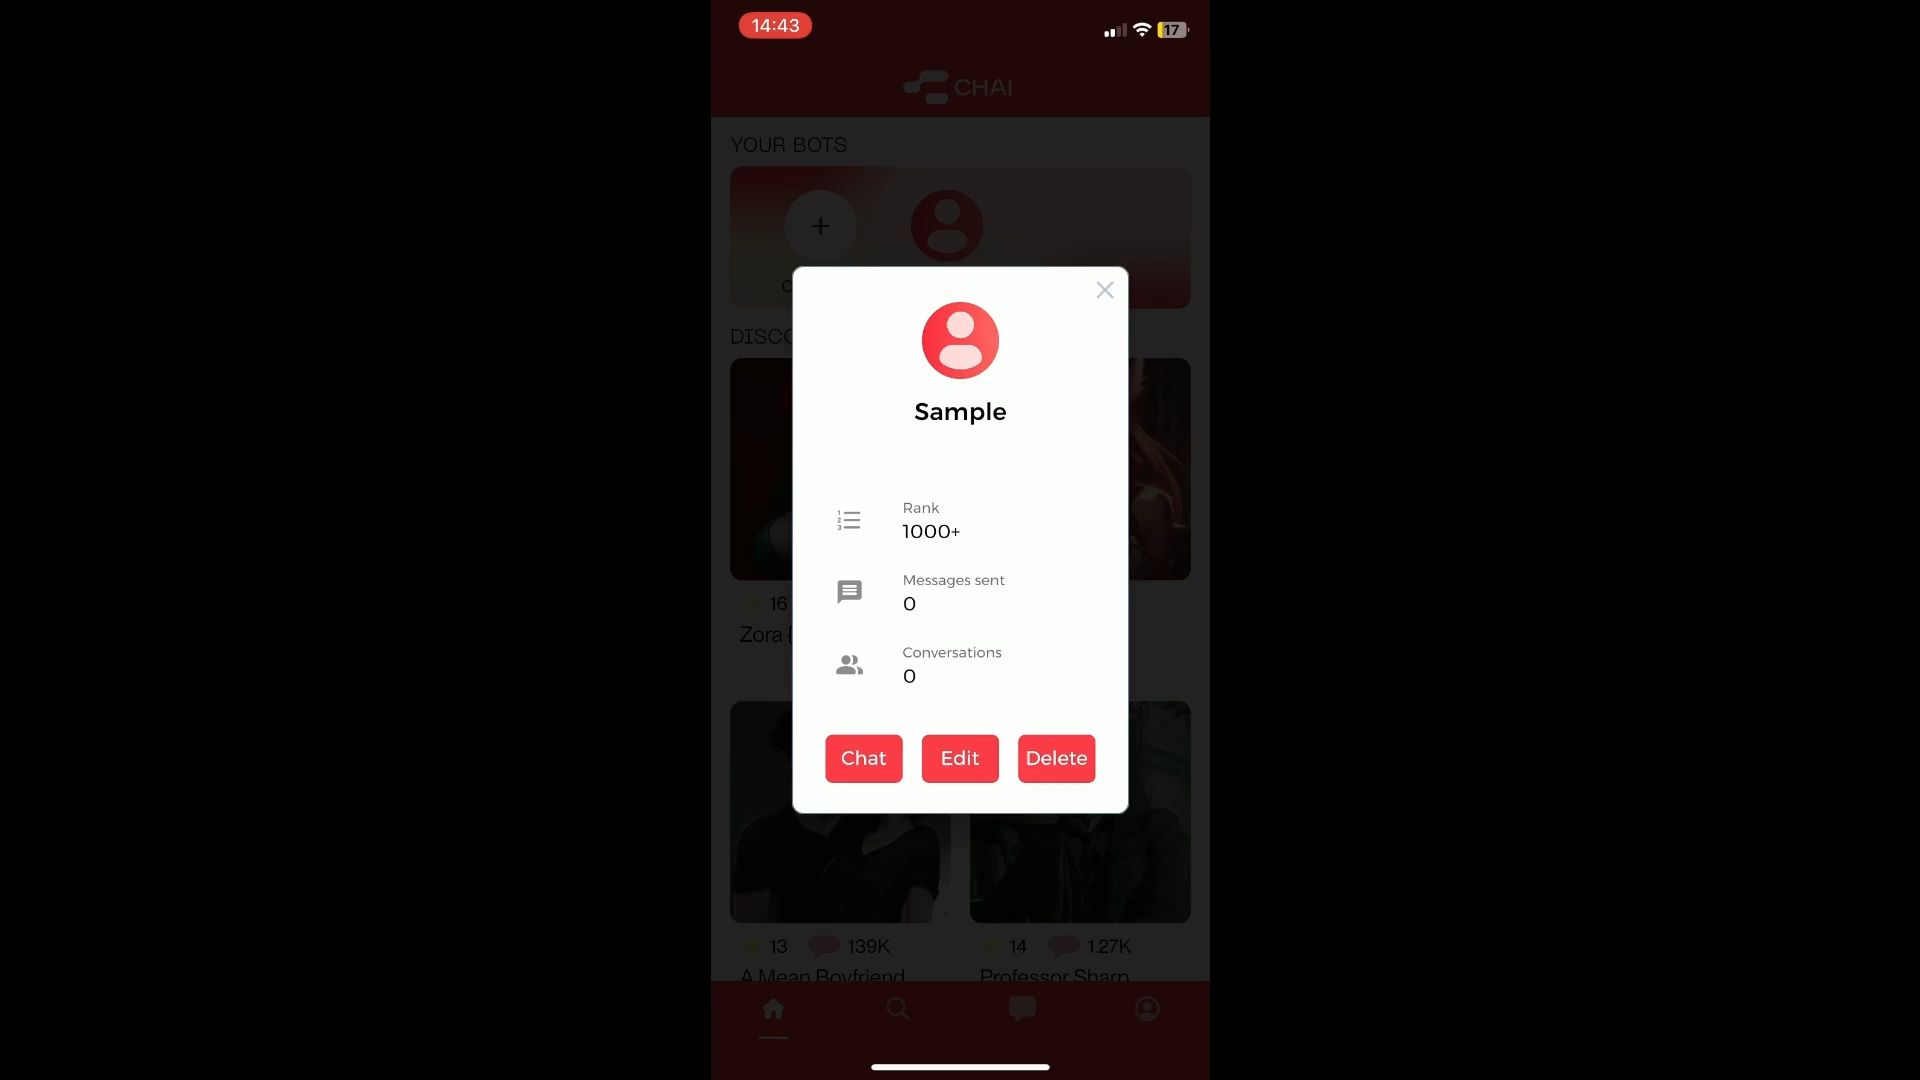 14:43
17
CHAI
YOUR BOTS
Sample
Rank
1000+
Messages sent
0
Conversations
0
Chat Edit Delete
16
Zora
13 139K 14 1.27K
A Mean Boyfriend Professor Sharp